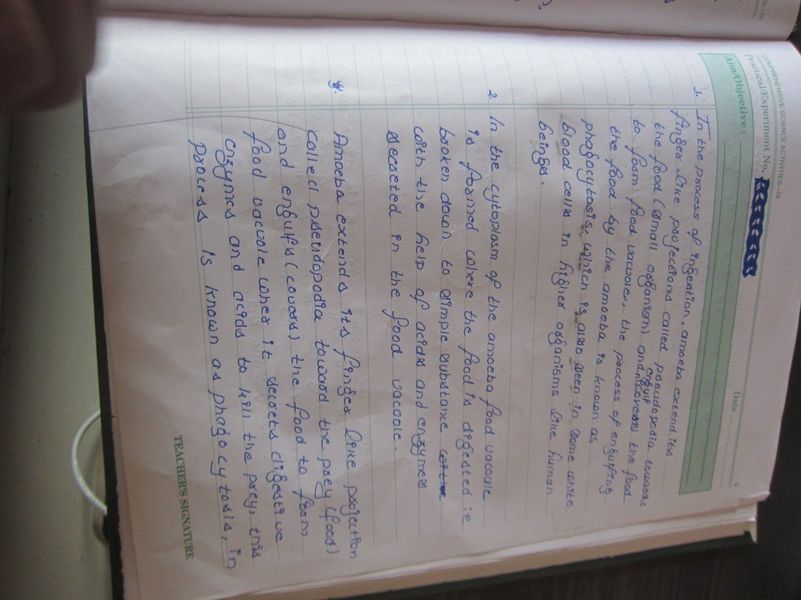 COMPREHENSIVE SCIENCE ACTIVITIES—IX
Practical/Experiment No.
Date
Aim/Objective :
1. In the process of ingestion, amoeba extend its
finger like projections called pseudopodia towards
the food (small organism) and engulf covers the food
to form food vacuole, the process of engulfing
the food by the amoeba is known as
phagocytosis, which is also seen in some white
blood cells in higher organisms like human
beings.
2. In the cytoplasm of the amoeba food vacuole
is formed where the food is digested ie
broken down to simple substance
with the help of acids and enzymes
secreted in the food vacuole.
Amoeba extends its finger like projection
called pseudopodia toward the prey (food)
and engulfs (covers) the food to form
food vacuole wher it secrets digestive
enzymes and acids to kill the prey. this
process is known as phagocytosis, in
TEACHER'S SIGNATURE